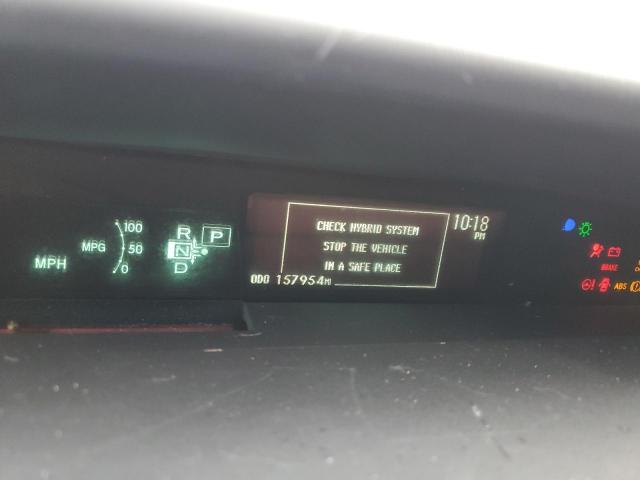 100
MPG 50
0
MPH
R P
N
D
CHECK HYBRID SYSTEM
STOP THE VEHICLE
IN A SAFE PLACE
10:18
PM
ODO 157954MI
BRAKE
ABS